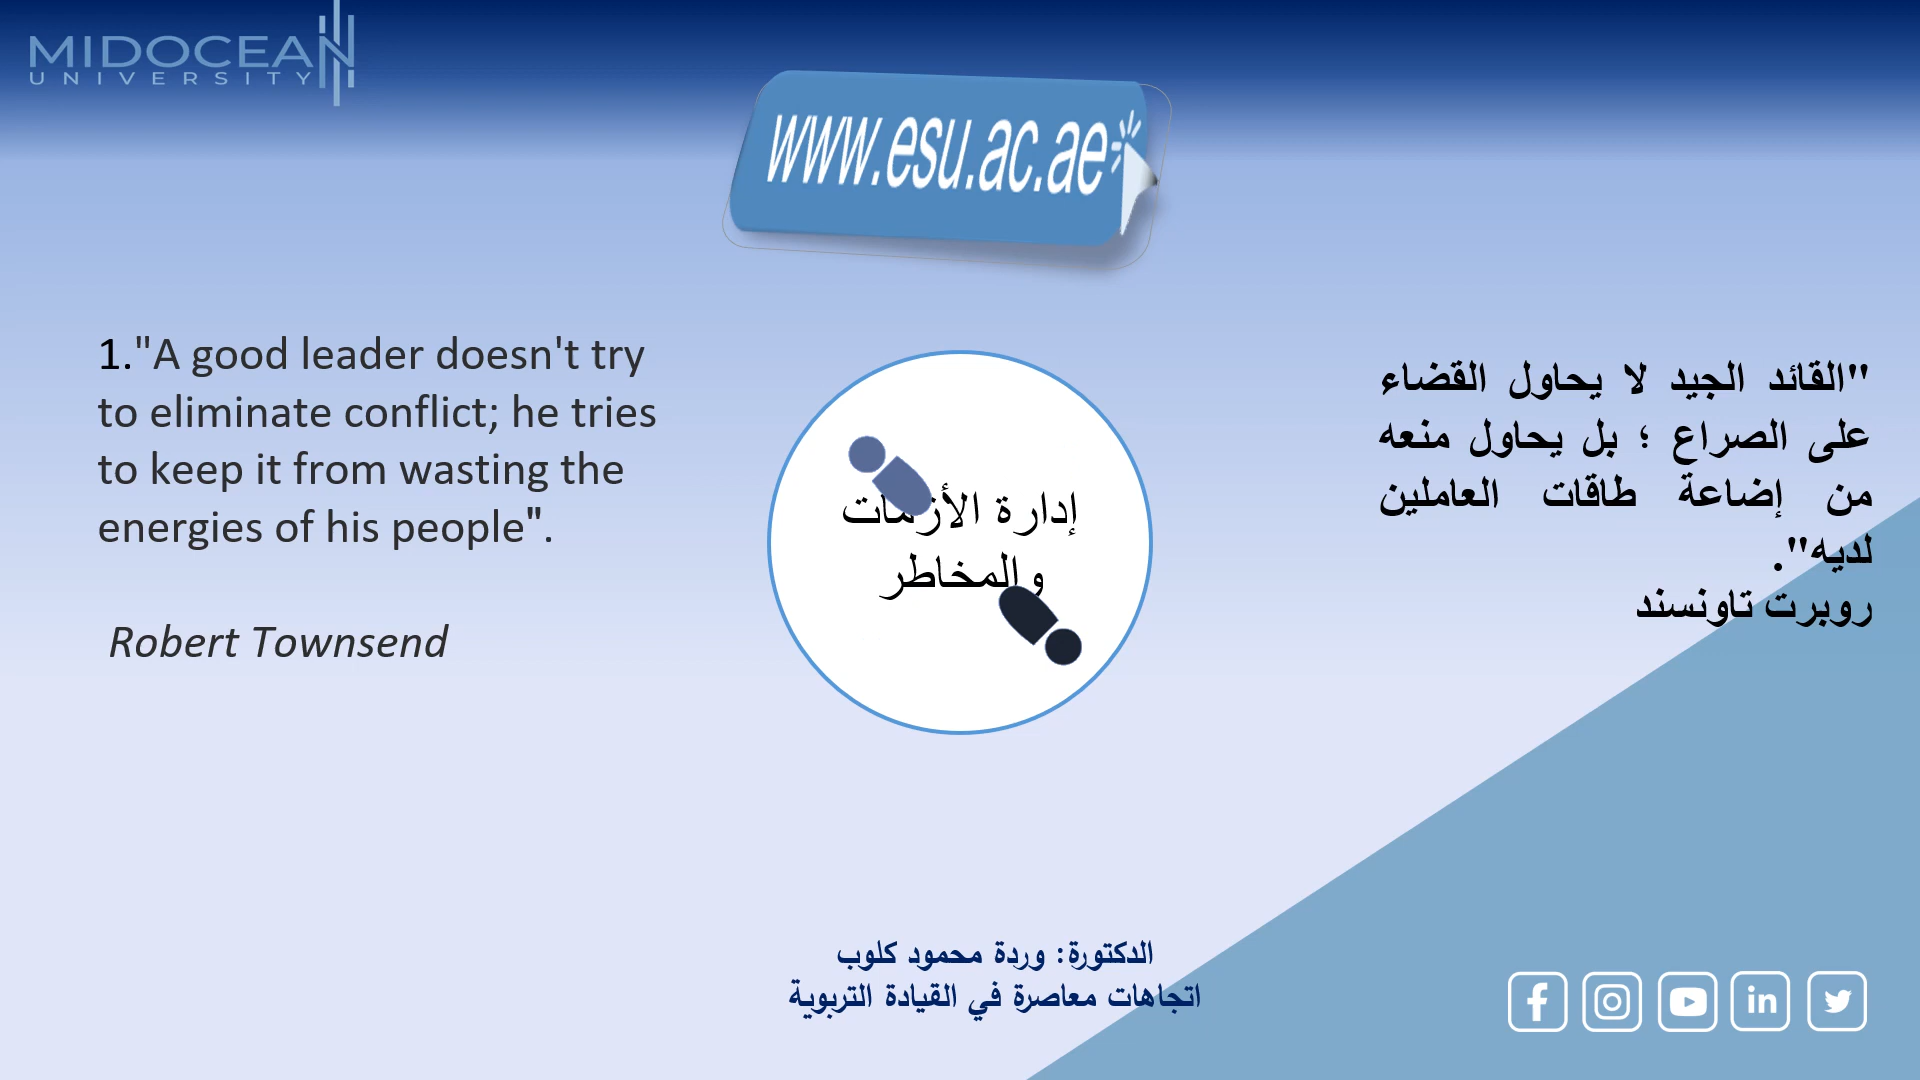 MIDOCEAN
UNIVERSITY
www.esu.ac.ae
1."A good leader doesn't try
to eliminate conflict; he tries
to keep it from wasting the
energies of his people".
Robert Townsend
إدارة الأزمات
والمخاطر
"القائد الجيد لا يحاول القضاء
على الصراع ؛ بل يحاول منعه
من إضاعة طاقات العاملين
لديه".
روبرت تاونسند
الدكتورة: وردة محمود كلوب
اتجاهات معاصرة في القيادة التربوية